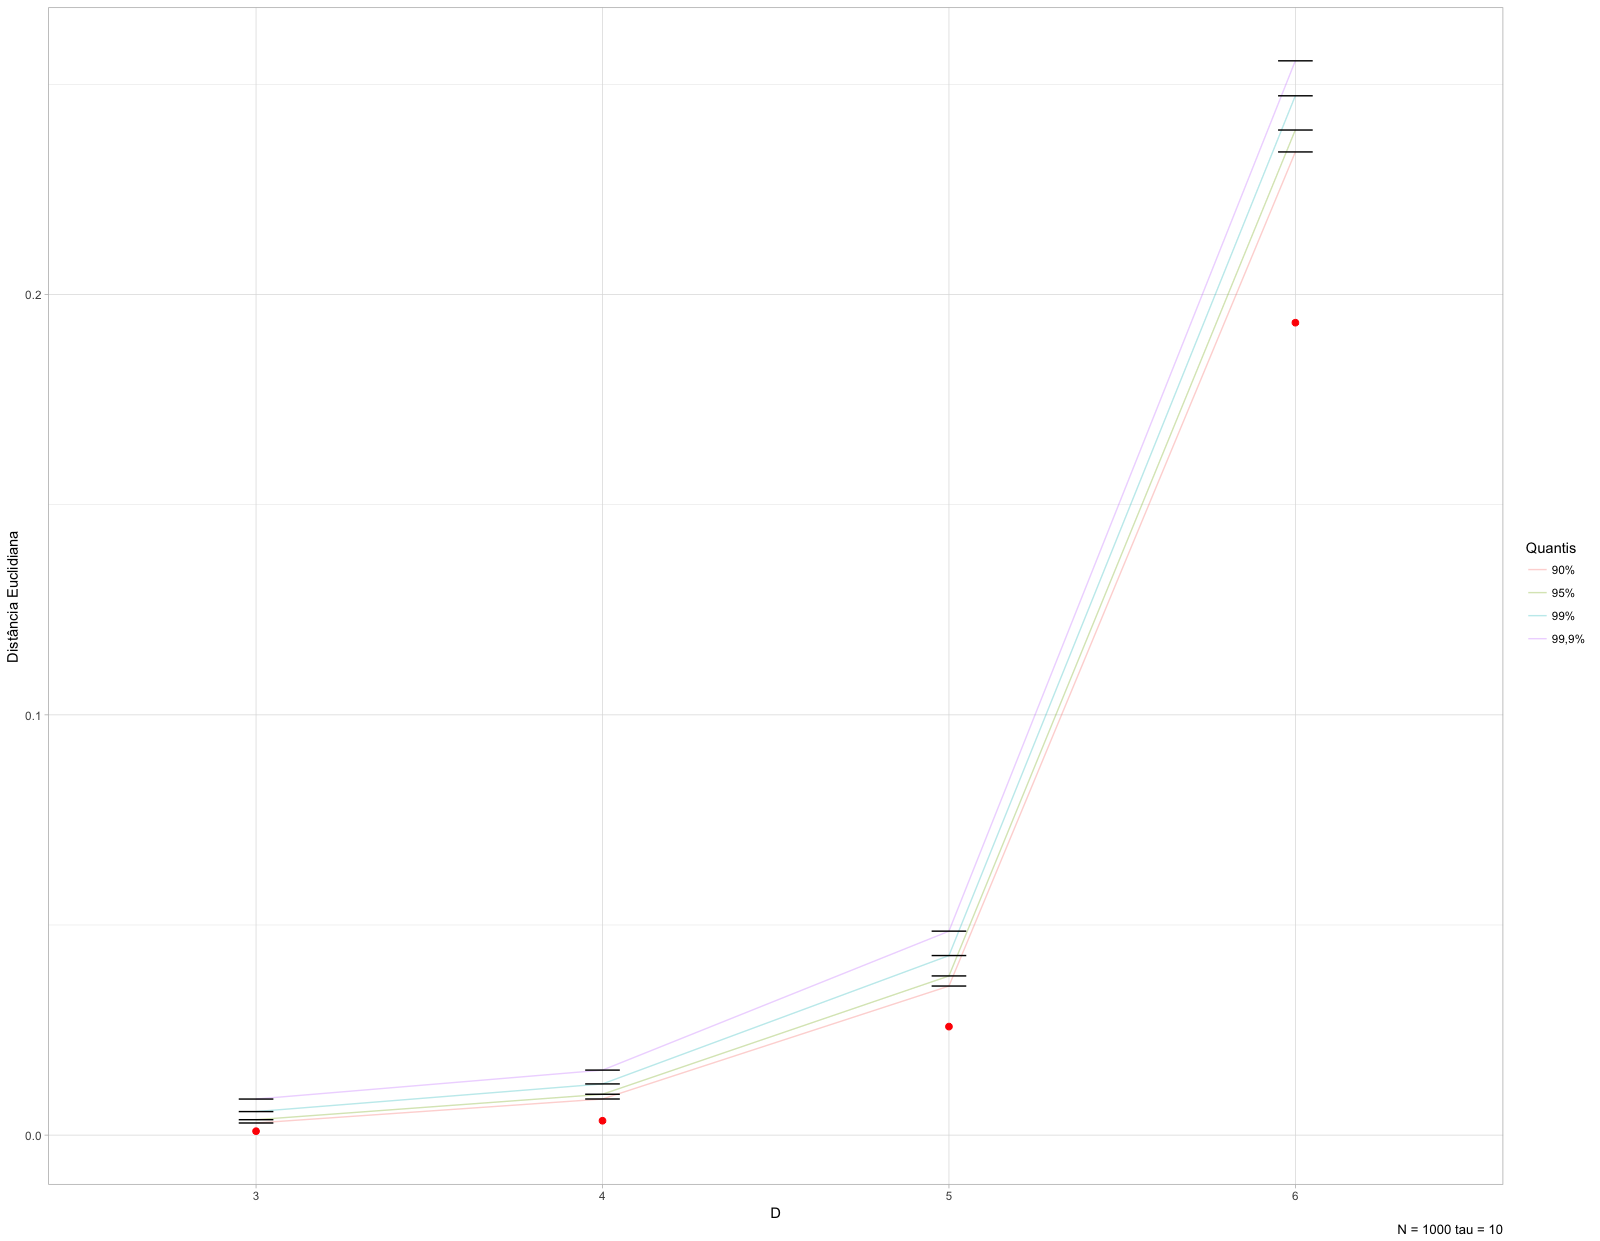 0.2
0.1
0.0
Distância Euclidiana
3
4
5
6
D
N = 1000 tau = 10
Quantis
90%
95%
99%
99,9%